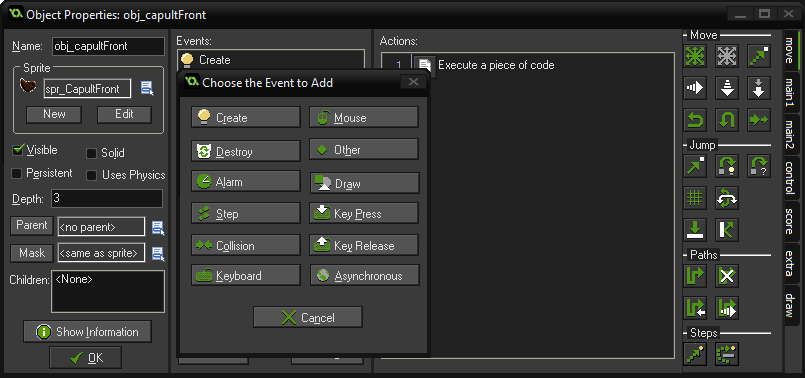 Object Properties: obj_capultFront
Name: obj_capultFront
Sprite
spr_CapultFront
New Edit
Visible Solid
Persistent Uses Physics
Depth: 3
Parent <no parent>
Mask <same as sprite>
Children: <None>
Show Information
OK
Events:
Create
Choose the Event to Add
Create Mouse
Destroy Other
Alarm Draw
Step Key Press
Collision Key Release
Keyboard Asynchronous
Cancel
Actions:
1 Execute a piece of code
Move
Jump
Paths
Steps
move
main1
main2
control
score
extra
draw